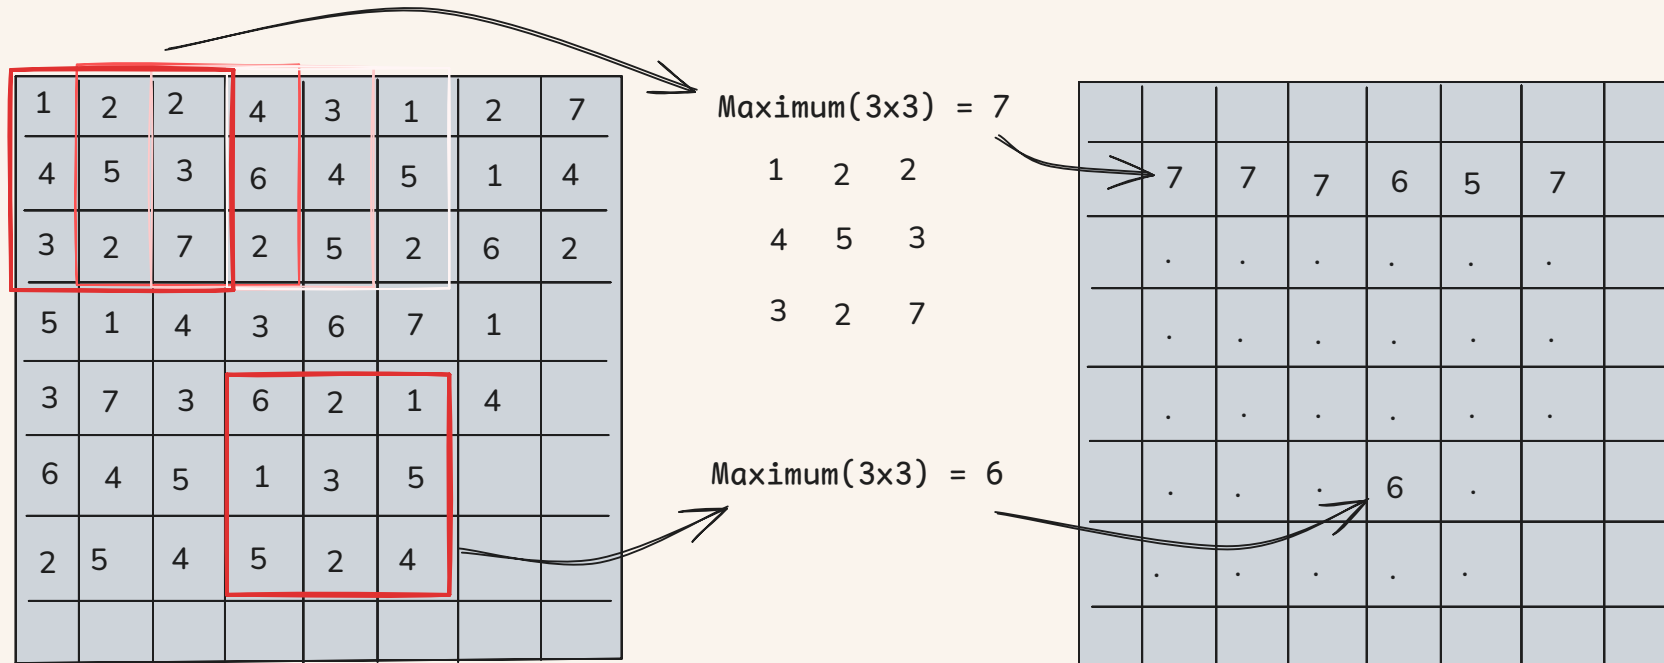 1 2 2 4 3 1 2 7
4 5 3 6 4 5 1 4
3 2 7 2 5 2 6 2
5 1 4 3 6 7 1
3 7 3 6 2 1 4
6 4 5 1 3 5
2 5 4 5 2 4
Maximum(3x3) = 7
1 2 2
4 5 3
3 2 7
Maximum(3x3) = 6
7 7 7 6 5 7
. . . . . .
. . . . . .
. . . . . .
. . . 6 .
. . . . .